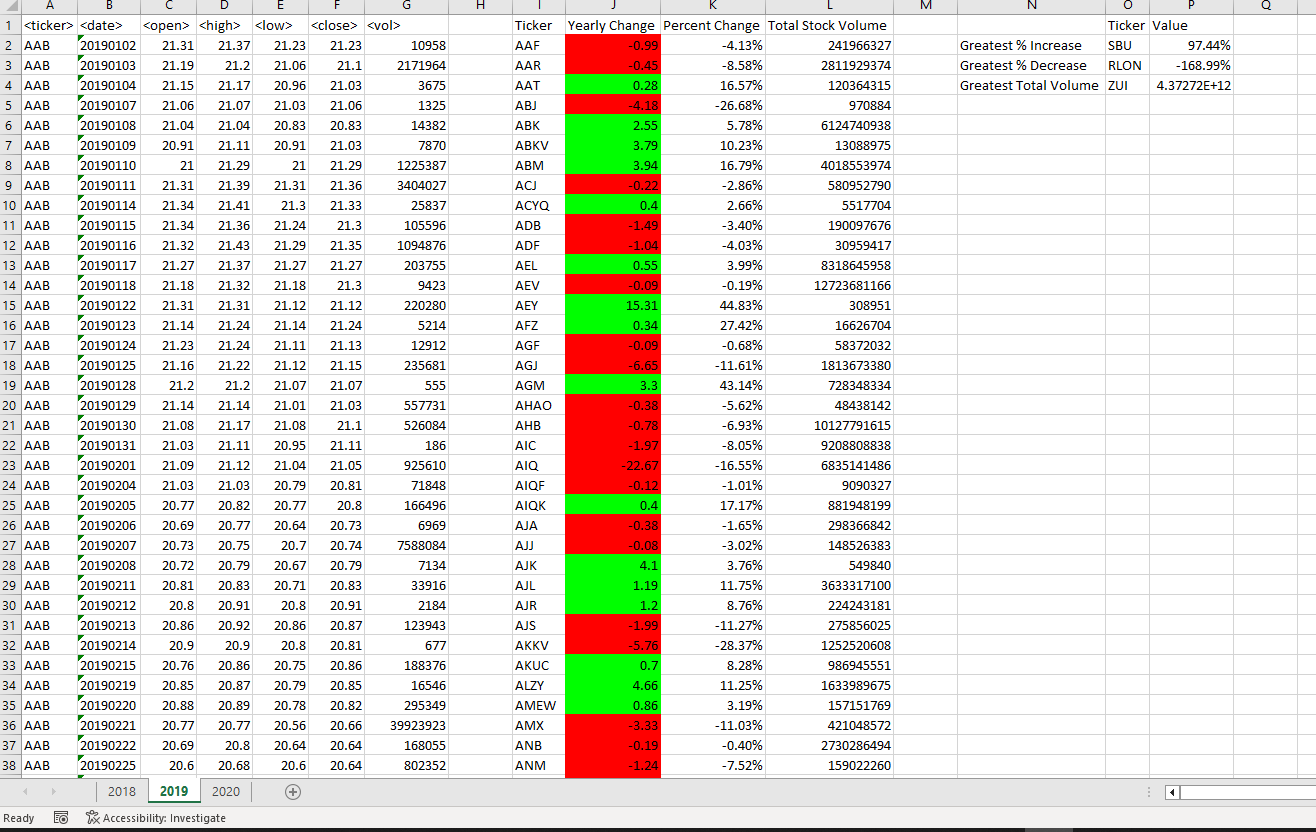 A B C D E F G H I J K L M N O P Q
1 <ticker> <date> <open> <high> <low> <close> <vol> Ticker Yearly Change Percent Change Total Stock Volume Ticker Value
2 AAB 20190102 21.31 21.37 21.23 21.23 10958 AAF -0.99 -4.13% 241966327 Greatest % Increase SBU 97.44%
3 AAB 20190103 21.19 21.2 21.06 21.1 2171964 AAR -0.45 -8.58% 2811929374 Greatest % Decrease RLON -168.99%
4 AAB 20190104 21.15 21.17 20.96 21.03 3675 AAT 0.28 16.57% 120364315 Greatest Total Volume ZUI 4.37272E+12
5 AAB 20190107 21.06 21.07 21.03 21.06 1325 ABJ -4.18 -26.68% 970884
6 AAB 20190108 21.04 21.04 20.83 20.83 14382 ABK 2.55 5.78% 6124740938
7 AAB 20190109 20.91 21.11 20.91 21.03 7870 ABKV 3.79 10.23% 13088975
8 AAB 20190110 21 21.29 21 21.29 1225387 ABM 3.94 16.79% 4018553974
9 AAB 20190111 21.31 21.39 21.31 21.36 3404027 ACJ -0.22 -2.86% 580952790
10 AAB 20190114 21.34 21.41 21.3 21.33 25837 ACYQ 0.4 2.66% 5517704
11 AAB 20190115 21.34 21.36 21.24 21.3 105596 ADB -1.49 -3.40% 190097676
12 AAB 20190116 21.32 21.43 21.29 21.35 1094876 ADF -1.04 -4.03% 30959417
13 AAB 20190117 21.27 21.37 21.27 21.27 203755 AEL 0.55 3.99% 8318645958
14 AAB 20190118 21.18 21.32 21.18 21.3 9423 AEV -0.09 -0.19% 12723681166
15 AAB 20190122 21.31 21.31 21.12 21.12 220280 AEY 15.31 44.83% 308951
16 AAB 20190123 21.14 21.24 21.14 21.24 5214 AFZ 0.34 27.42% 16626704
17 AAB 20190124 21.23 21.24 21.11 21.13 12912 AGF -0.09 -0.68% 58372032
18 AAB 20190125 21.16 21.22 21.12 21.15 235681 AGJ -6.65 -11.61% 1813673380
19 AAB 20190128 21.2 21.2 21.07 21.07 555 AGM 3.3 43.14% 728348334
20 AAB 20190129 21.14 21.14 21.01 21.03 557731 AHAO -0.38 -5.62% 48438142
21 AAB 20190130 21.08 21.17 21.08 21.1 526084 AHB -0.78 -6.93% 10127791615
22 AAB 20190131 21.03 21.11 20.95 21.11 186 AIC -1.97 -8.05% 9208808838
23 AAB 20190201 21.09 21.12 21.04 21.05 925610 AIQ -22.67 -16.55% 6835141486
24 AAB 20190204 21.03 21.03 20.79 20.81 71848 AIQF -0.12 -1.01% 9090327
25 AAB 20190205 20.77 20.82 20.77 20.8 166496 AIQK 0.4 17.17% 881948199
26 AAB 20190206 20.69 20.77 20.64 20.73 6969 AJA -0.38 -1.65% 298366842
27 AAB 20190207 20.73 20.75 20.7 20.74 7588084 AJJ -0.08 -3.02% 148526383
28 AAB 20190208 20.72 20.79 20.67 20.79 7134 AJK 4.1 3.76% 549840
29 AAB 20190211 20.81 20.83 20.71 20.83 33916 AJL 1.19 11.75% 3633317100
30 AAB 20190212 20.8 20.91 20.8 20.91 2184 AJR 1.2 8.76% 224243181
31 AAB 20190213 20.86 20.92 20.86 20.87 123943 AJS -1.99 -11.27% 275856025
32 AAB 20190214 20.9 20.9 20.8 20.81 677 AKKV -5.76 -28.37% 1252520608
33 AAB 20190215 20.76 20.86 20.75 20.86 188376 AKUC 0.7 8.28% 986945551
34 AAB 20190219 20.85 20.87 20.79 20.85 16546 ALZY 4.66 11.25% 1633989675
35 AAB 20190220 20.88 20.89 20.78 20.82 295349 AMEW 0.86 3.19% 157151769
36 AAB 20190221 20.77 20.77 20.56 20.66 39923923 AMX -3.33 -11.03% 421048572
37 AAB 20190222 20.69 20.8 20.64 20.64 168055 ANB -0.19 -0.40% 2730286494
38 AAB 20190225 20.6 20.68 20.6 20.64 802352 ANM -1.24 -7.52% 159022260
2018 2019 2020
Ready Accessibility: Investigate